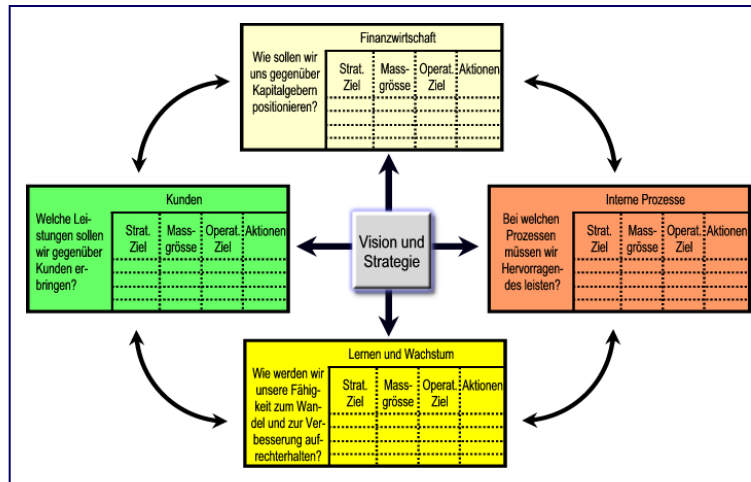 Finanzwirtschaft
Wie sollen wir
uns gegenüber
Kapitalgebern
positionieren?
Strat. Mass- Operat. Aktionen
Ziel grösse Ziel
Kunden
Welche Lei-
stungen sollen
wir gegenüber
Kunden er-
bringen?
Strat. Mass- Operat. Aktionen
Ziel grösse Ziel
Vision und
Strategie
Interne Prozesse
Bei welchen
Prozessen
müssen wir
Hervorragen-
des leisten?
Strat. Mass- Operat. Aktionen
Ziel grösse Ziel
Lernen und Wachstum
Wie werden wir
unsere Fähig-
keit zum Wan-
del und zur Ver-
besserung auf-
rechterhalten?
Strat. Mass- Operat. Aktionen
Ziel grösse Ziel